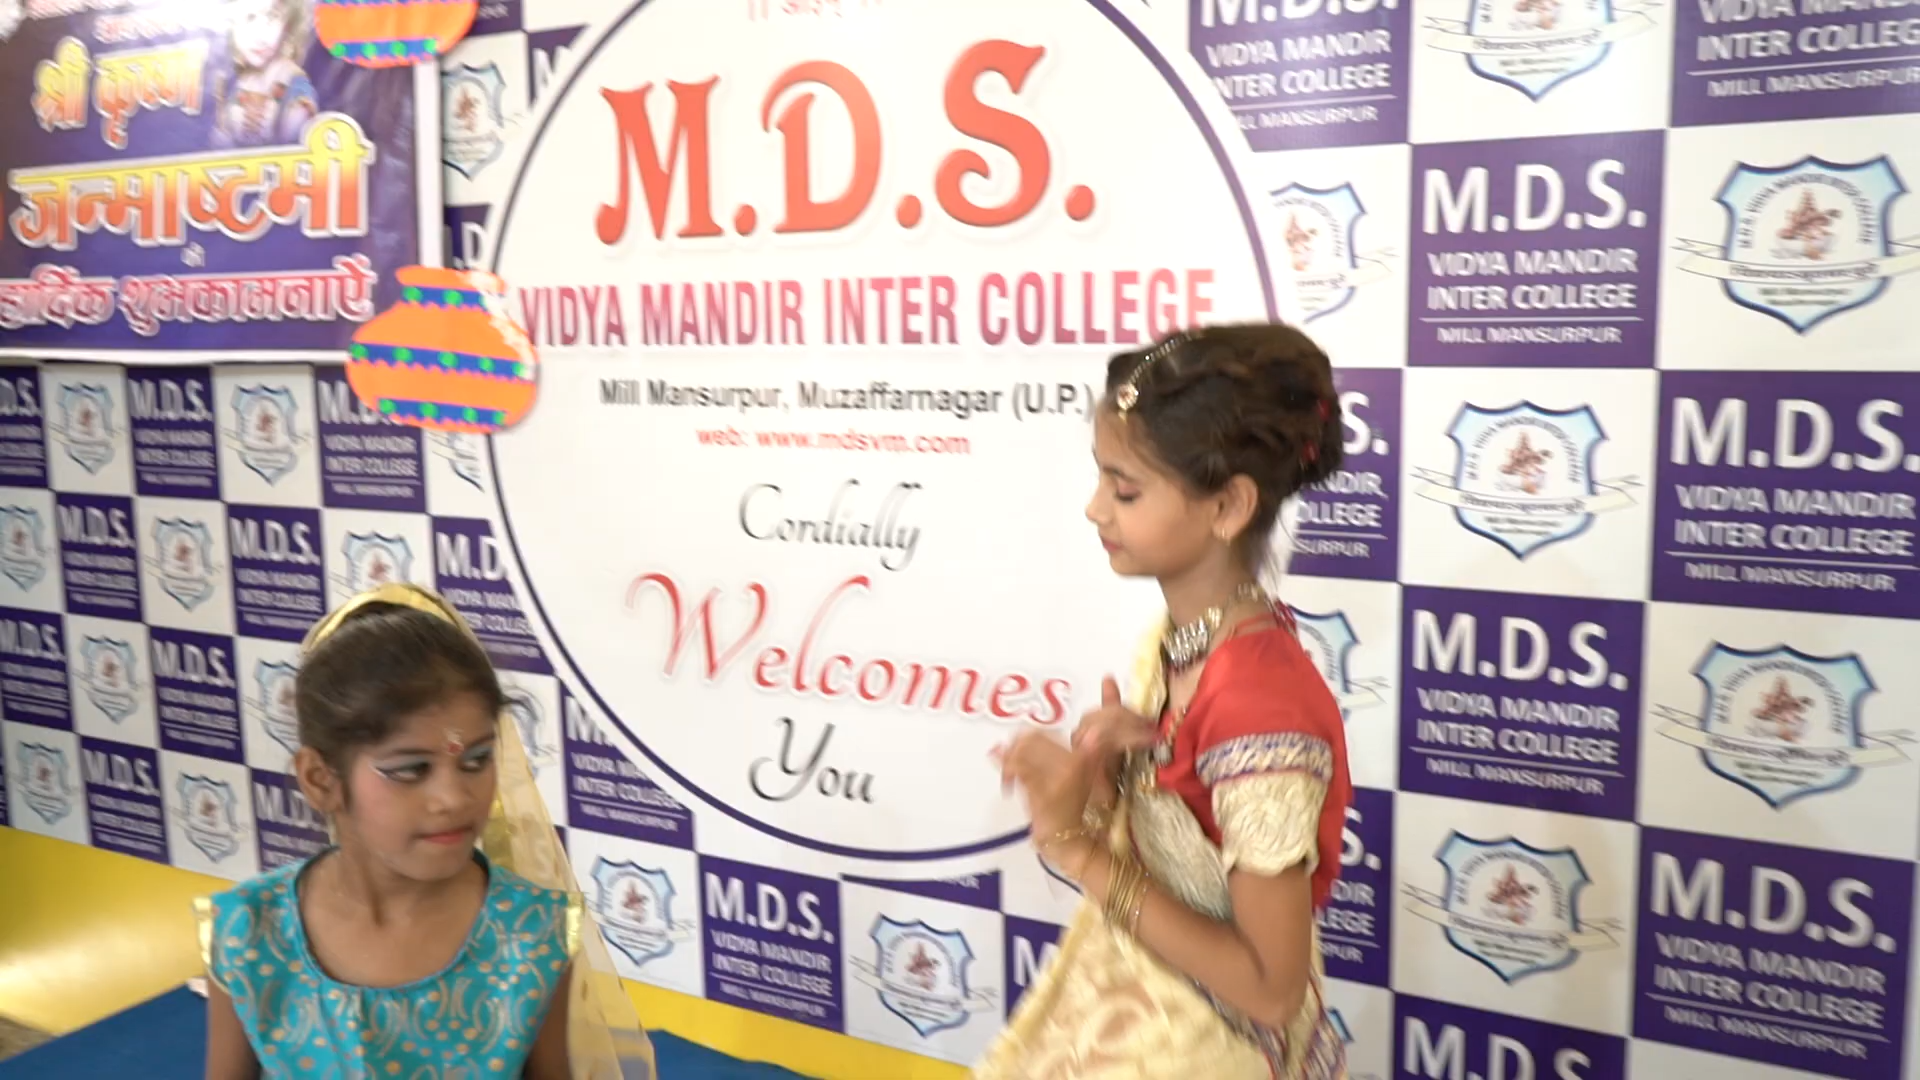 श्री कृष्ण
जन्माष्टमी
की
हार्दिक शुभकामनाऐं
M.D.S.
VIDYA MANDIR INTER COLLEGE
Mill Mansurpur, Muzaffarnagar (U.P.)
web: www.mdsvm.com
Cordially
Welcomes
You
M.D.S.
VIDYA MANDIR
INTER COLLEGE
MILL MANSURPUR